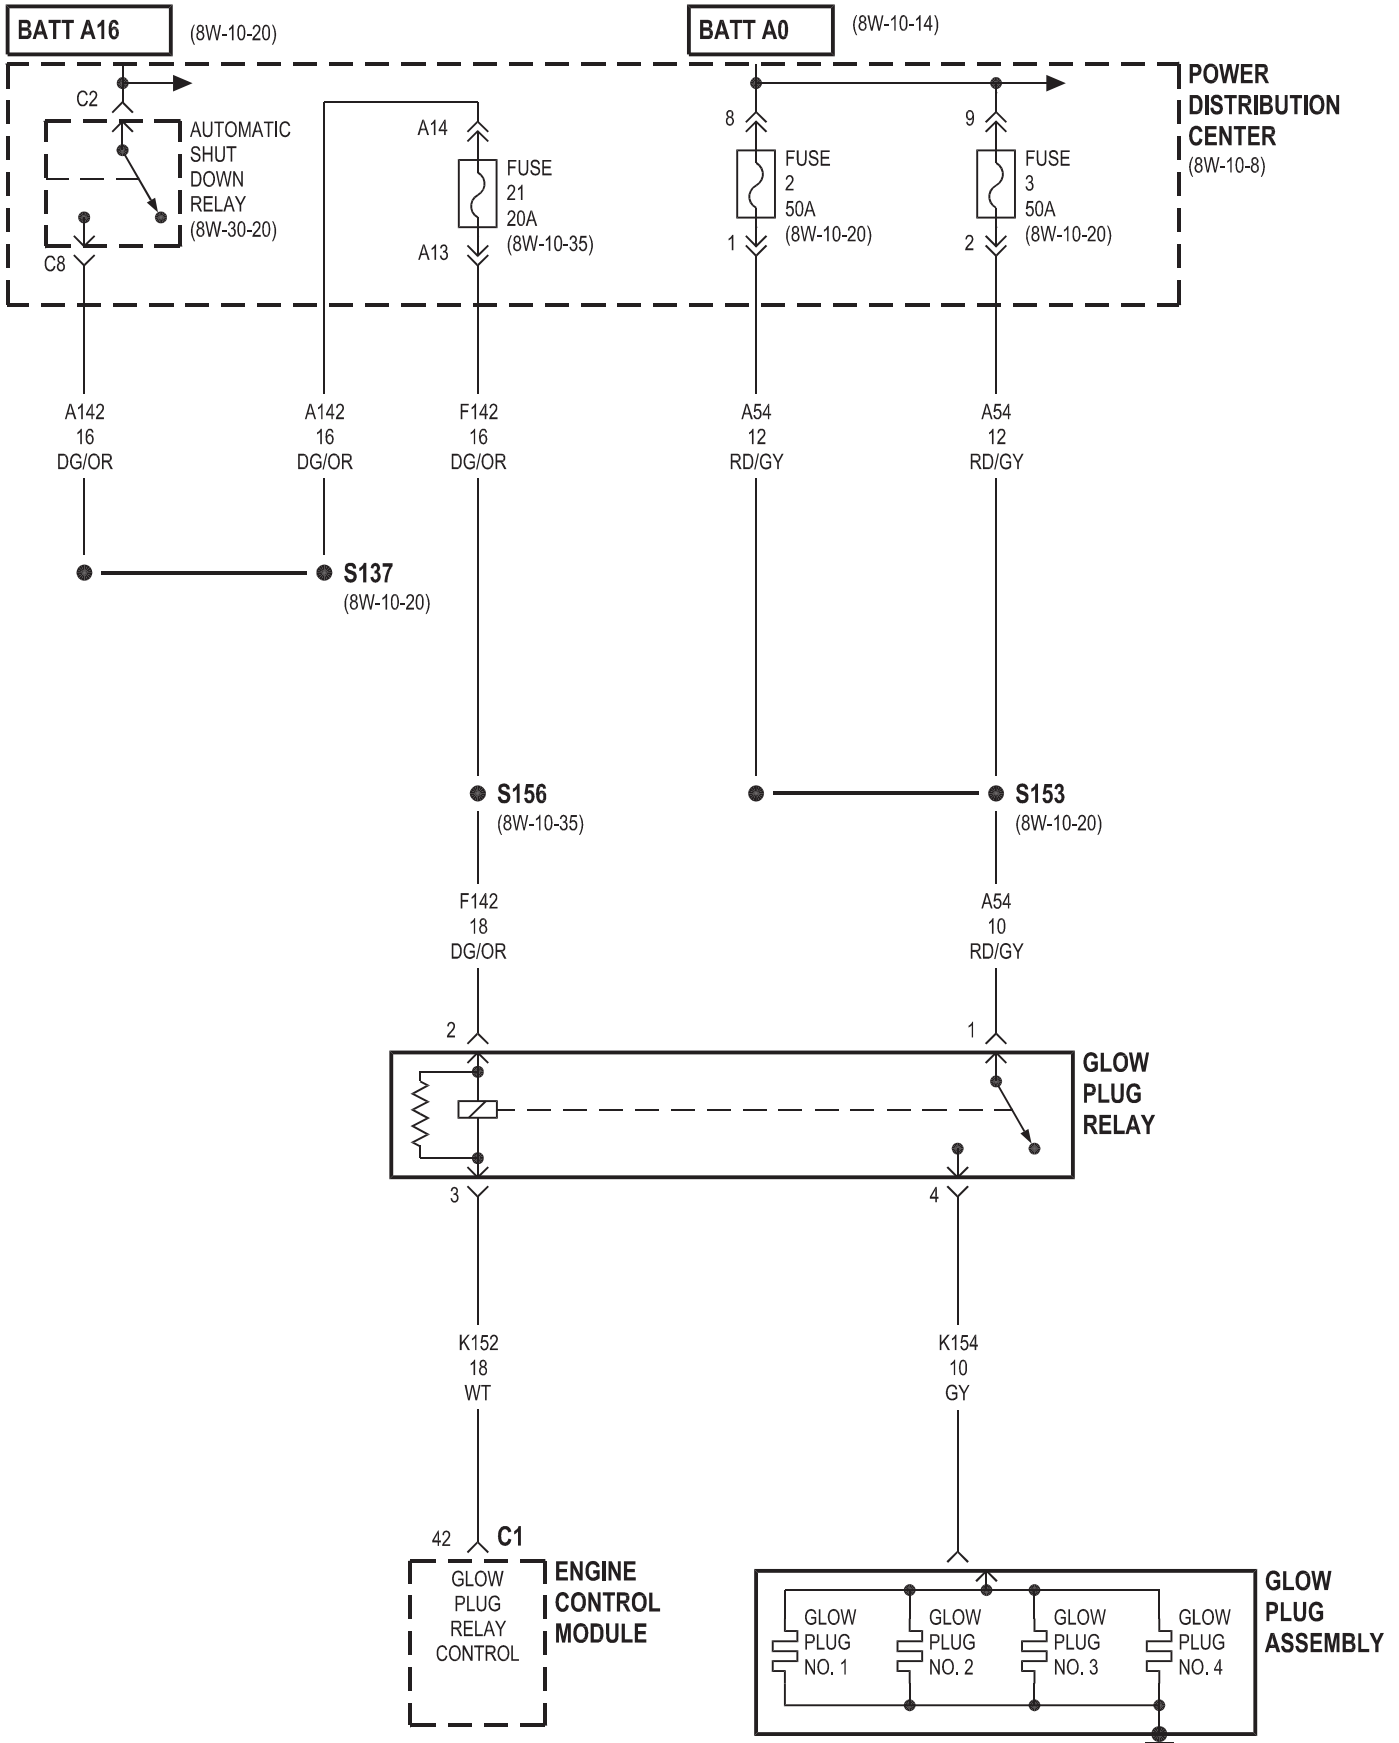 BATT A16
(8W-10-20)
BATT A0
(8W-10-14)
POWER
DISTRIBUTION
CENTER
(8W-10-8)
C2
AUTOMATIC
SHUT
DOWN
RELAY
(8W-30-20)
C8
A14
FUSE
21
20A
(8W-10-35)
A13
8
FUSE
2
50A
(8W-10-20)
1
9
FUSE
3
50A
(8W-10-20)
2
A142
16
DG/OR
A142
16
DG/OR
F142
16
DG/OR
A54
12
RD/GY
A54
12
RD/GY
S137
(8W-10-20)
S156
(8W-10-35)
S153
(8W-10-20)
F142
18
DG/OR
A54
10
RD/GY
2
1
GLOW
PLUG
RELAY
3
4
K152
18
WT
K154
10
GY
42
C1
GLOW
PLUG
RELAY
CONTROL
ENGINE
CONTROL
MODULE
GLOW
PLUG
NO. 1
GLOW
PLUG
NO. 2
GLOW
PLUG
NO. 3
GLOW
PLUG
NO. 4
GLOW
PLUG
ASSEMBLY